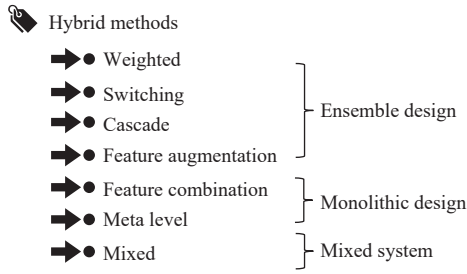 Hybrid methods
Weighted
Switching
Cascade
Feature augmentation
Ensemble design
Feature combination
Meta level
Monolithic design
Mixed
Mixed system